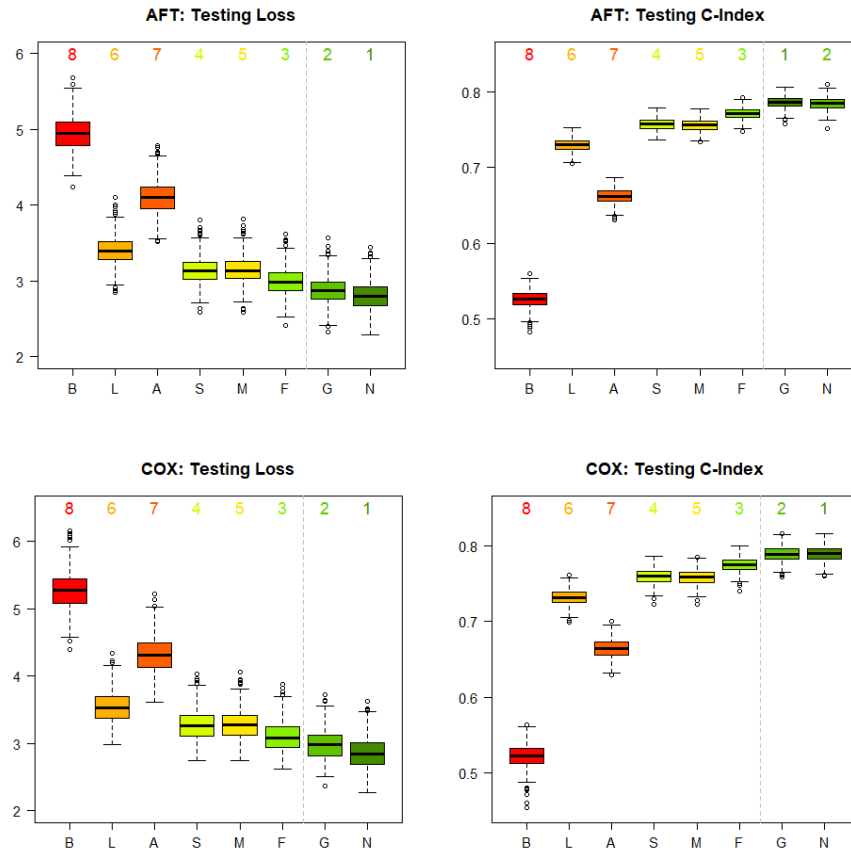 AFT: Testing Loss
8 6 7 4 5 3 2 1
6
5
4
3
2
B L A S M F G N
AFT: Testing C-Index
8 6 7 4 5 3 1 2
0.8
0.7
0.6
0.5
B L A S M F G N
COX: Testing Loss
8 6 7 4 5 3 2 1
6
5
4
3
2
B L A S M F G N
COX: Testing C-Index
8 6 7 4 5 3 2 1
0.8
0.7
0.6
0.5
B L A S M F G N